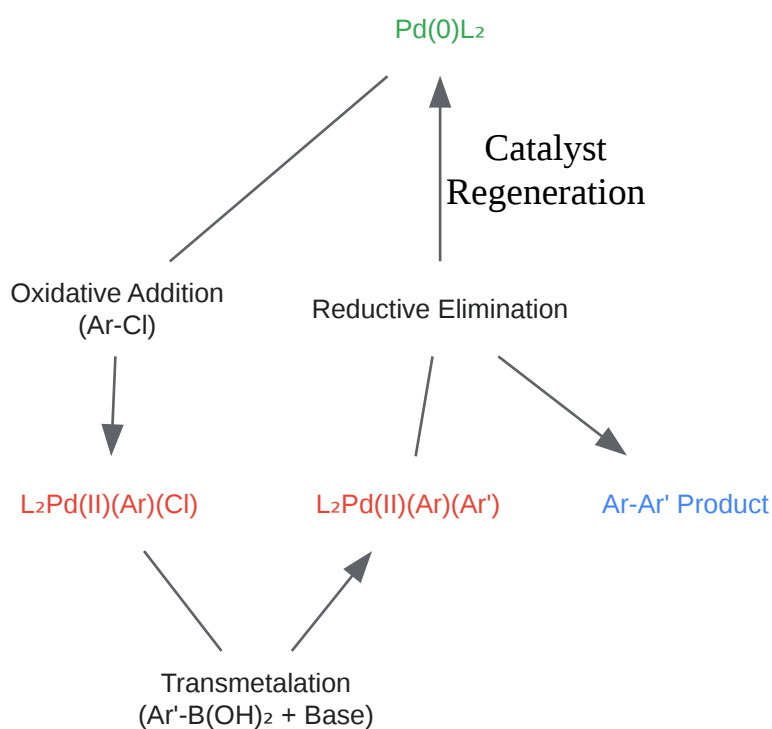 Pd(0)L₂
Catalyst
Regeneration
Oxidative Addition
(Ar-Cl)
Reductive Elimination
L₂Pd(II)(Ar)(Cl)
L₂Pd(II)(Ar)(Ar')
Ar-Ar' Product
Transmetalation
(Ar'-B(OH)₂ + Base)